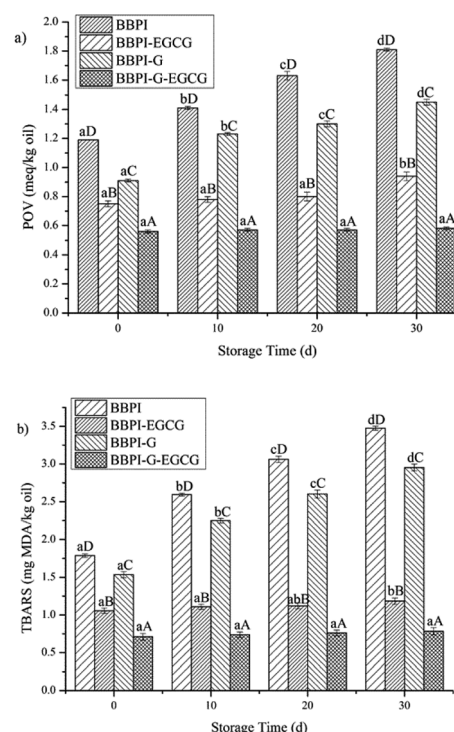 a)
BBPI
BBPI-EGCG
BBPI-G
BBPI-G-EGCG
POV (meq/kg oil)
2.0
1.8
1.6
1.4
1.2
1.0
0.8
0.6
0.4
0.2
0.0
aD aB aC aA
bD aB bC aA
cD aB cC aA
dD bB dC aA
0 10 20 30
Storage Time (d)
b)
BBPI
BBPI-EGCG
BBPI-G
BBPI-G-EGCG
TBARS (mg MDA/kg oil)
3.5
3.0
2.5
2.0
1.5
1.0
0.5
0.0
aD aB aC aA
bD aB bC aA
cD abB cC aA
dD bB dC aA
0 10 20 30
Storage Time (d)